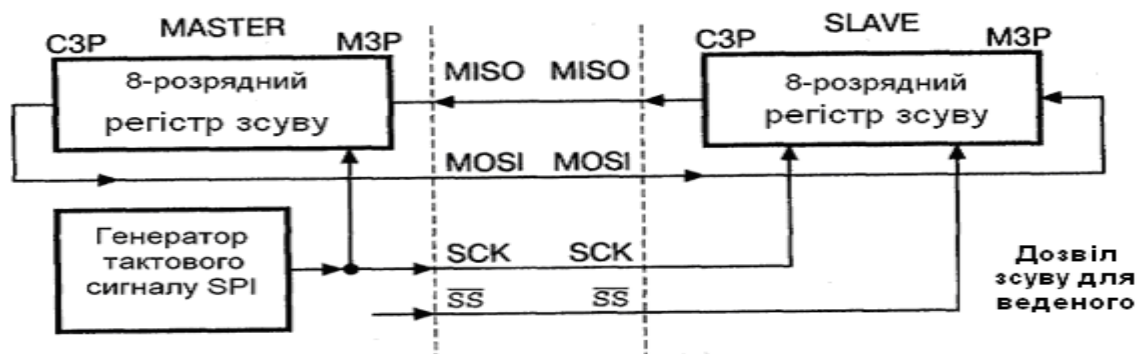 MASTER
SLAVE
СЗР МЗР
СЗР МЗР
8-розрядний
регістр зсуву
MISO MISO
8-розрядний
регістр зсуву
MOSI MOSI
Генератор
тактового
сигналу SPI
SCK SCK
SS SS
Дозвіл
зсуву для
веденого